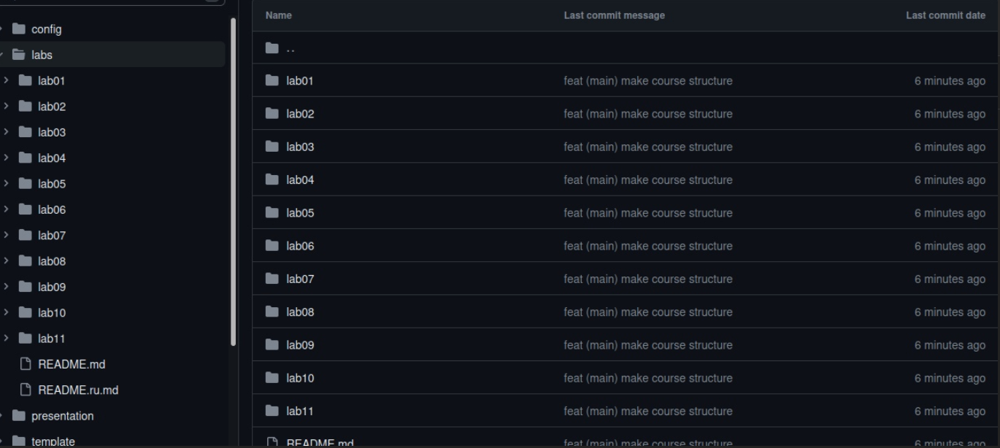 config
labs
lab01
lab02
lab03
lab04
lab05
lab06
lab07
lab08
lab09
lab10
lab11
README.md
README.ru.md
presentation
template
Name Last commit message Last commit date
..
lab01 feat (main) make course structure 6 minutes ago
lab02 feat (main) make course structure 6 minutes ago
lab03 feat (main) make course structure 6 minutes ago
lab04 feat (main) make course structure 6 minutes ago
lab05 feat (main) make course structure 6 minutes ago
lab06 feat (main) make course structure 6 minutes ago
lab07 feat (main) make course structure 6 minutes ago
lab08 feat (main) make course structure 6 minutes ago
lab09 feat (main) make course structure 6 minutes ago
lab10 feat (main) make course structure 6 minutes ago
lab11 feat (main) make course structure 6 minutes ago
README.md feat (main) make course structure 6 minutes ago